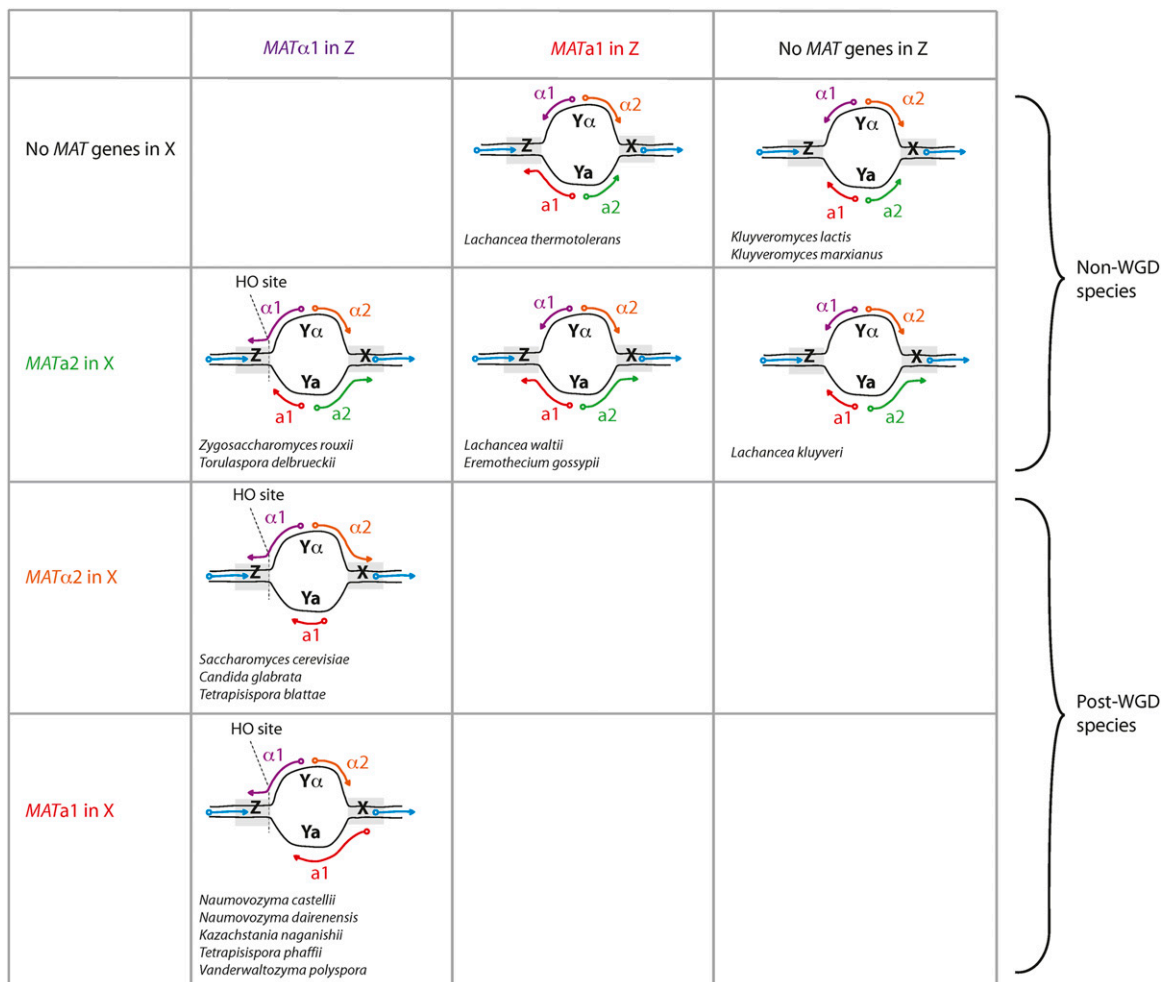 MATα1 in Z
MATa1 in Z
No MAT genes in Z
No MAT genes in X
α1
α2
Yα
Z
X
Ya
a1
a2
Lachancea thermotolerans
α1
α2
Yα
Z
X
Ya
a1
a2
Kluyveromyces lactis
Kluyveromyces marxianus
Non-WGD
species
MATa2 in X
HO site
α1
α2
Yα
Z
X
Ya
a1
a2
Zygosaccharomyces rouxii
Torulaspora delbrueckii
α1
α2
Yα
Z
X
Ya
a1
a2
Lachancea waltii
Eremothecium gossypii
α1
α2
Yα
Z
X
Ya
a1
a2
Lachancea kluyveri
MATα2 in X
HO site
α1
α2
Yα
Z
X
Ya
a1
Saccharomyces cerevisiae
Candida glabrata
Tetrapisispora blattae
Post-WGD
species
MATa1 in X
HO site
α1
α2
Yα
Z
X
Ya
a1
Naumovozyma castellii
Naumovozyma dairenensis
Kazachstania naganishii
Tetrapisispora phaffii
Vanderwaltozyma polyspora